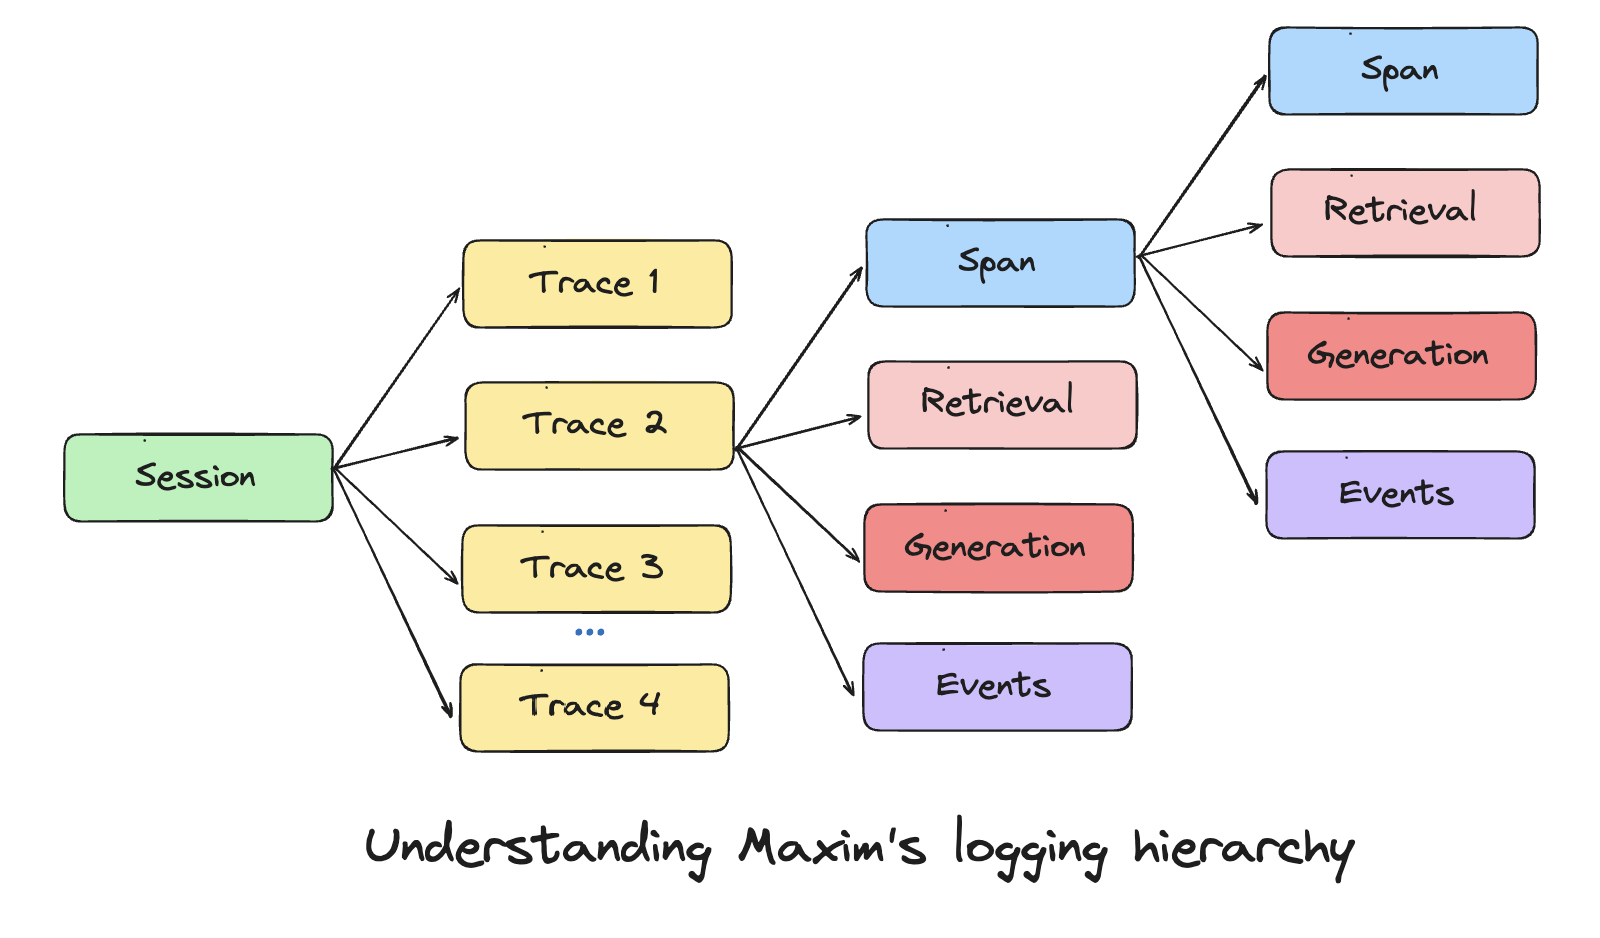 Session
Trace 1
Trace 2
Trace 3
...
Trace 4
Span
Retrieval
Generation
Events
Span
Retrieval
Generation
Events
Understanding Maxim's logging hierarchy